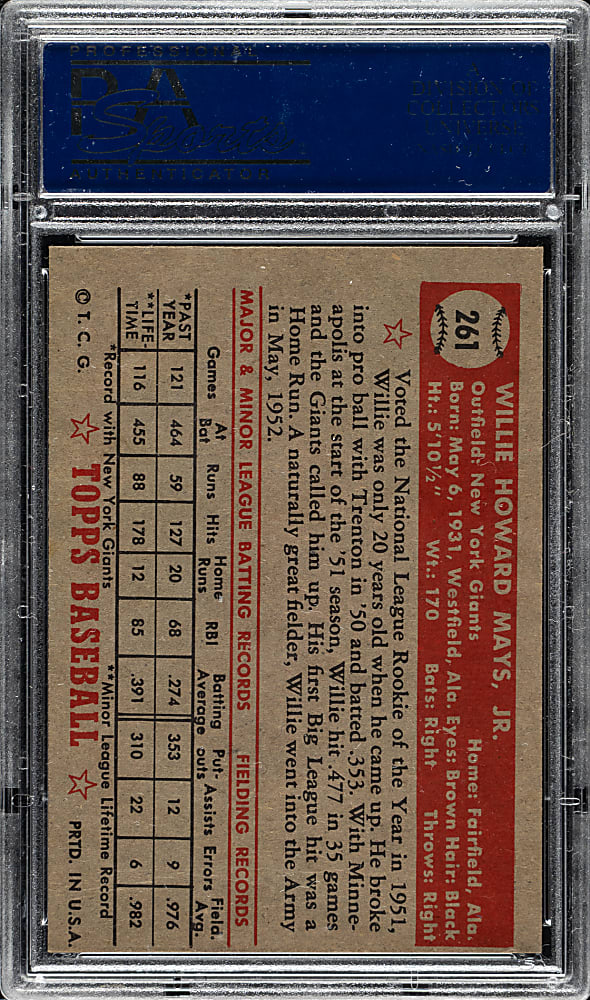 PROFESSIONAL
PSA
Sports
AUTHENTICATOR
A
DIVISION OF
COLLECTORS
UNIVERSE
261
WILLIE HOWARD MAYS, JR.
Outfield: New York Giants Home: Fairfield, Ala.
Born: May 6, 1931, Westfield, Ala. Eyes: Brown Hair: Black
Ht.: 5'10½" Wt.: 170 Bats: Right Throws: Right
Voted the National League Rookie of the Year in 1951,
Willie was only 20 years old when he came up. He broke
into pro ball with Trenton in '50 and batted .353. With Minne-
apolis at the start of the '51 season, Willie hit .477 in 35 games
and the Giants called him up. His first Big League hit was a
Home Run. A naturally great fielder, Willie went into the Army
in May, 1952.
MAJOR & MINOR LEAGUE BATTING RECORDS FIELDING RECORDS
Games At Bat Runs Hits Home Runs RBI Batting Average Put-outs Assists Errors Field. Avg.
*PAST YEAR 121 464 59 127 20 68 .274 353 12 9 .976
**LIFE-TIME 116 455 88 178 12 85 .391 310 22 6 .982
*Record with New York Giants **Minor League Lifetime Record
© T. C. G. TOPPS BASEBALL PRTD. IN U.S.A.